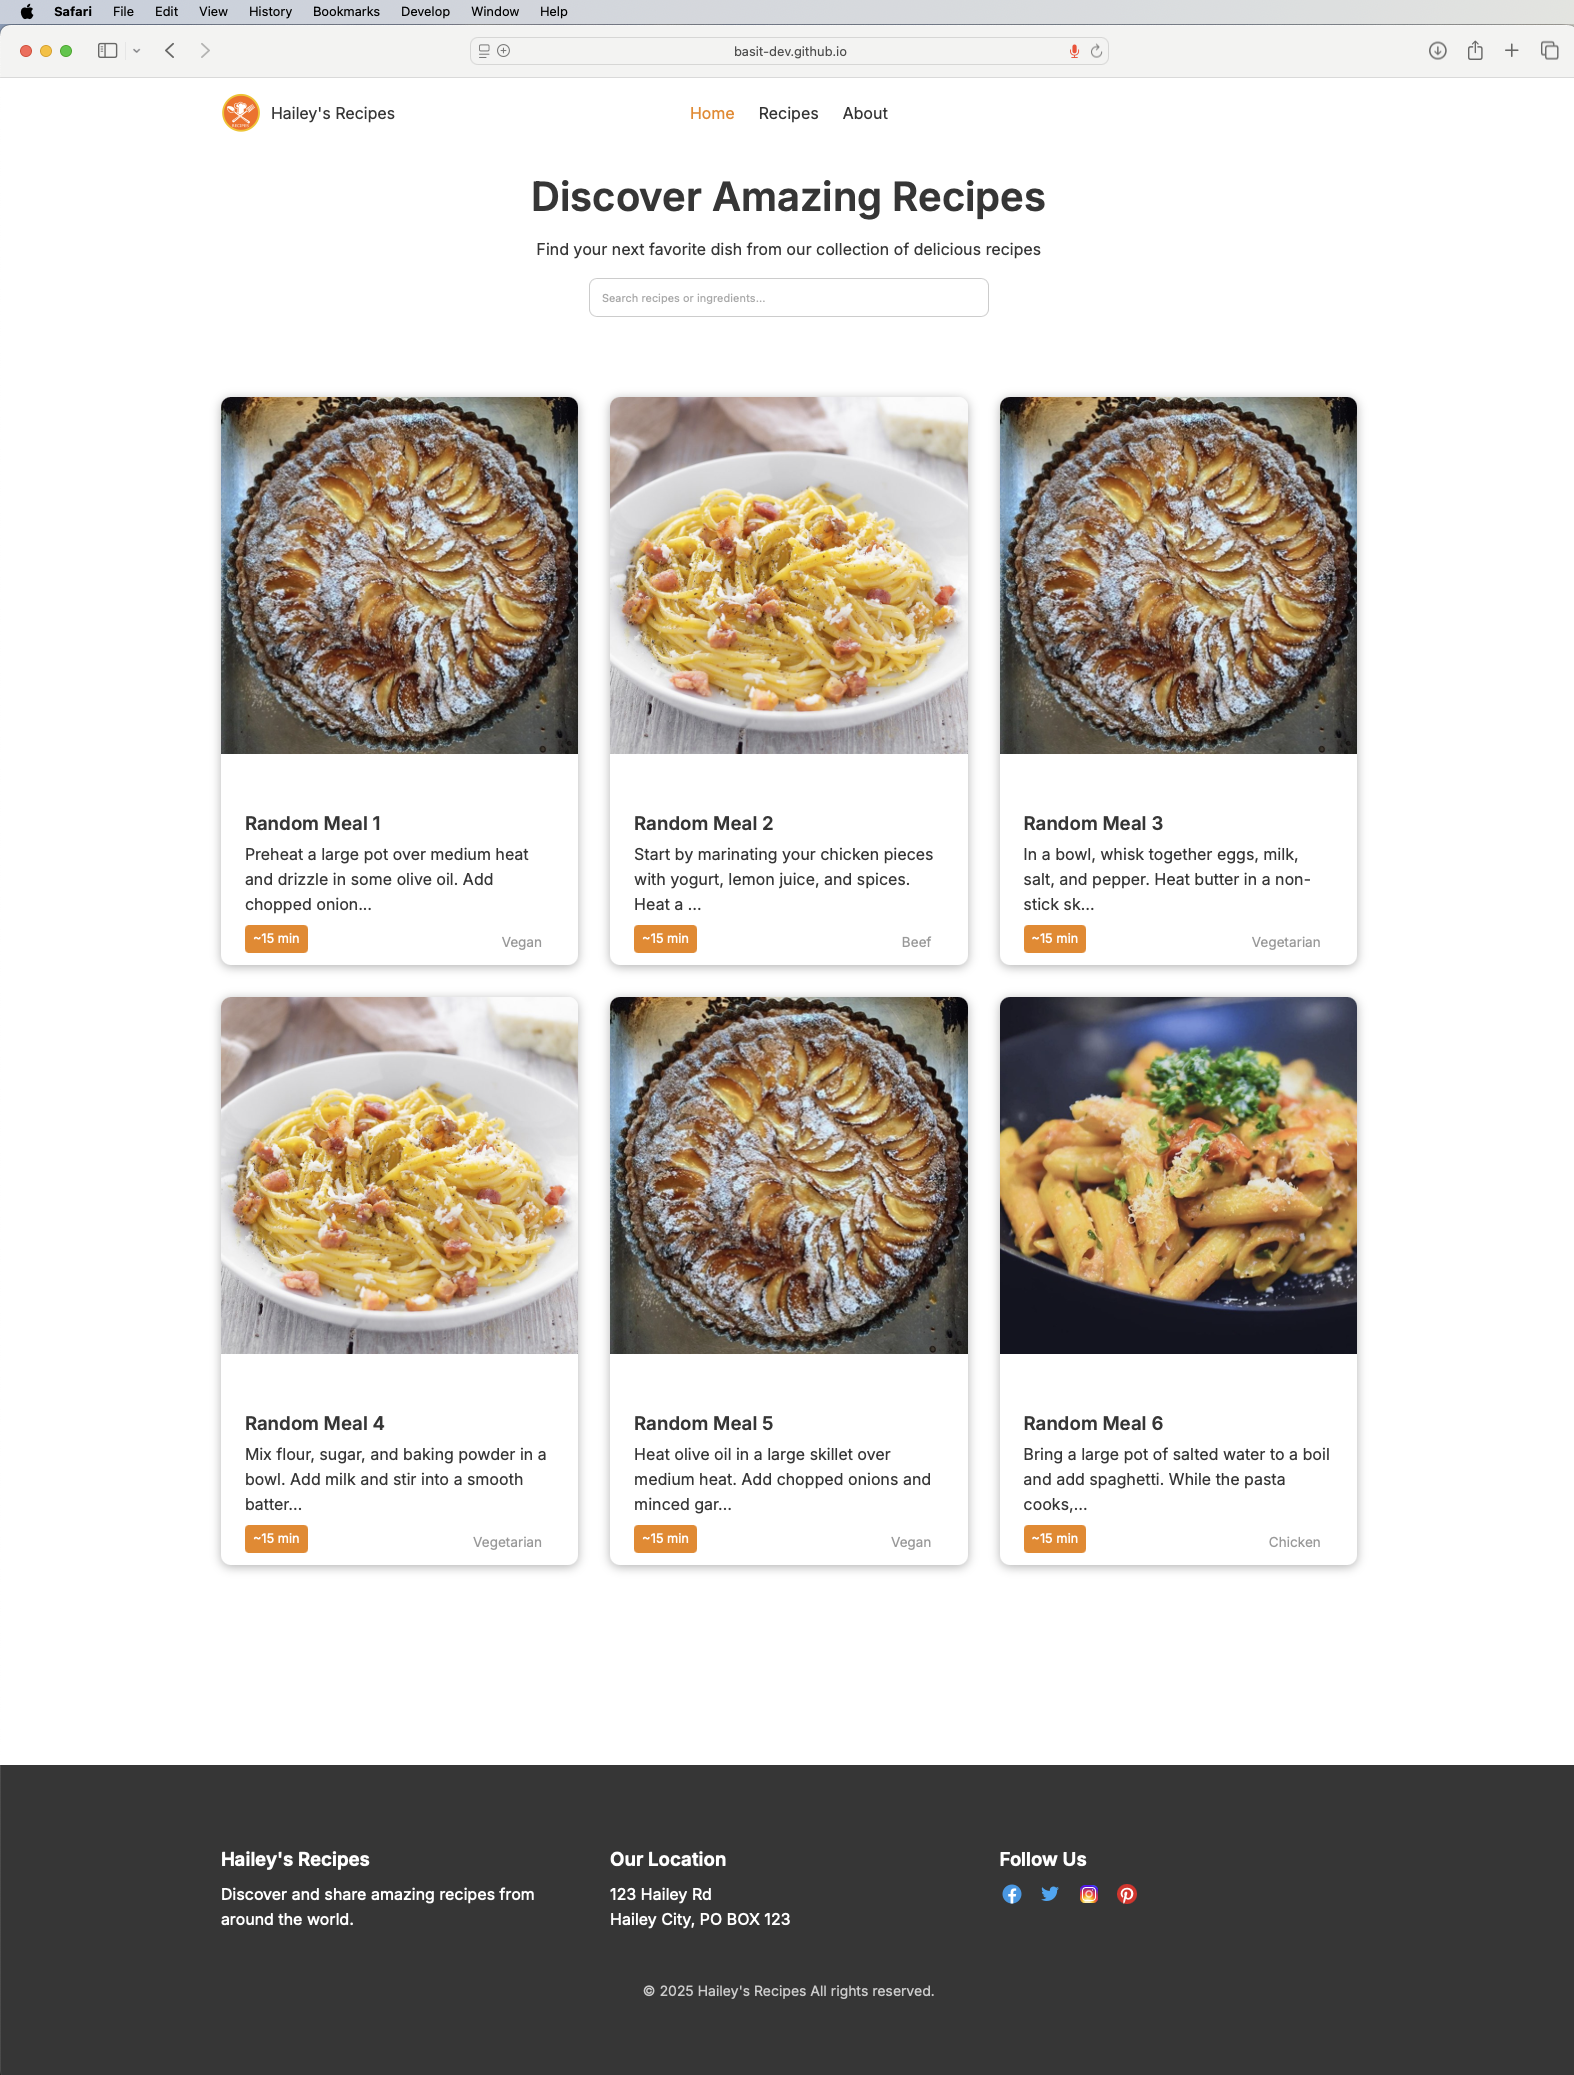 Safari File Edit View History Bookmarks Develop Window Help
basit-dev.github.io
Hailey's Recipes Home Recipes About
Discover Amazing Recipes
Find your next favorite dish from our collection of delicious recipes
Search recipes or ingredients...
Random Meal 1
Preheat a large pot over medium heat
and drizzle in some olive oil. Add
chopped onion...
~15 min Vegan
Random Meal 2
Start by marinating your chicken pieces
with yogurt, lemon juice, and spices.
Heat a ...
~15 min Beef
Random Meal 3
In a bowl, whisk together eggs, milk,
salt, and pepper. Heat butter in a non-
stick sk...
~15 min Vegetarian
Random Meal 4
Mix flour, sugar, and baking powder in a
bowl. Add milk and stir into a smooth
batter...
~15 min Vegetarian
Random Meal 5
Heat olive oil in a large skillet over
medium heat. Add chopped onions and
minced gar...
~15 min Vegan
Random Meal 6
Bring a large pot of salted water to a boil
and add spaghetti. While the pasta
cooks,...
~15 min Chicken
Hailey's Recipes
Discover and share amazing recipes from
around the world.
Our Location
123 Hailey Rd
Hailey City, PO BOX 123
Follow Us
© 2025 Hailey's Recipes All rights reserved.